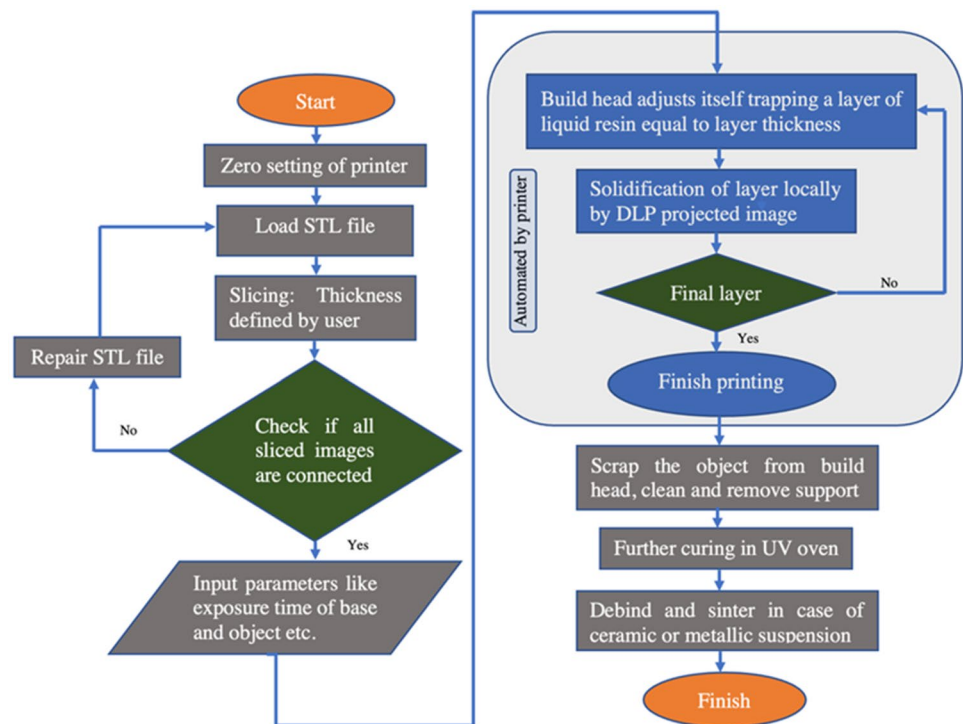 Start
Zero setting of printer
Load STL file
Slicing: Thickness
defined by user
Repair STL file
No
Check if all
sliced images
are connected
Yes
Input parameters like
exposure time of base
and object etc.
Automated by printer
Build head adjusts itself trapping a layer of
liquid resin equal to layer thickness
Solidification of layer locally
by DLP projected image
Final layer
No
Yes
Finish printing
Scrap the object from build
head, clean and remove support
Further curing in UV oven
Debind and sinter in case of
ceramic or metallic suspension
Finish